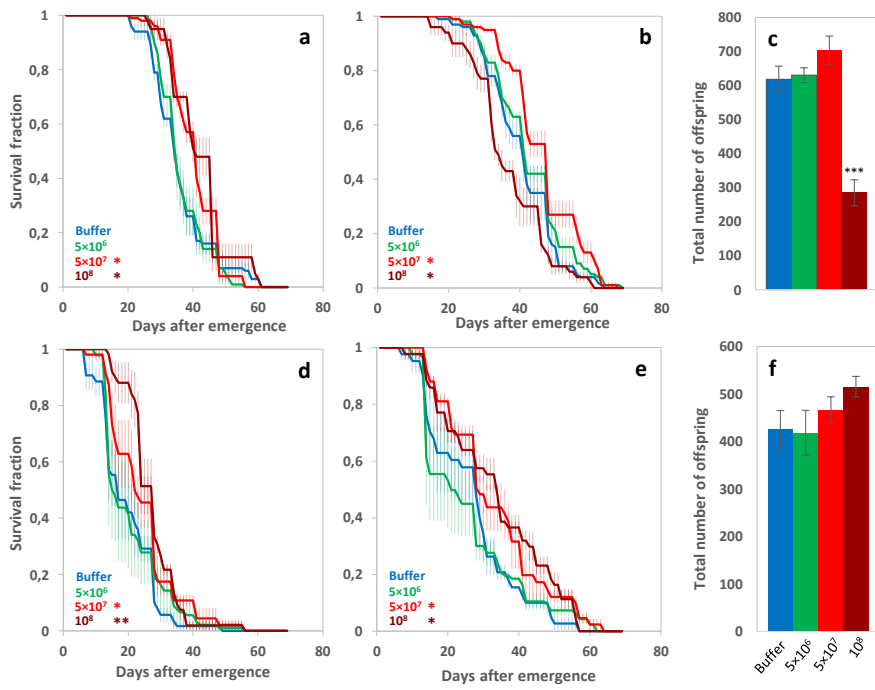 a
1
0,8
0,6
0,4
0,2
0
Survival fraction
Buffer
5×10⁶
5×10⁷ *
10⁸ *
0 20 40 60 80
Days after emergence
b
1
0,8
0,6
0,4
0,2
0
Buffer
5×10⁶
5×10⁷ *
10⁸ *
0 20 40 60 80
Days after emergence
c
800
700
600
500
400
300
200
100
0
Total number of offspring
***
d
1
0,8
0,6
0,4
0,2
0
Survival fraction
Buffer
5×10⁶
5×10⁷ *
10⁸ **
0 20 40 60 80
Days after emergence
e
1
0,8
0,6
0,4
0,2
0
Buffer
5×10⁶
5×10⁷ *
10⁸ *
0 20 40 60 80
Days after emergence
f
600
500
400
300
200
100
0
Total number of offspring
Buffer
5×10⁶
5×10⁷
10⁸